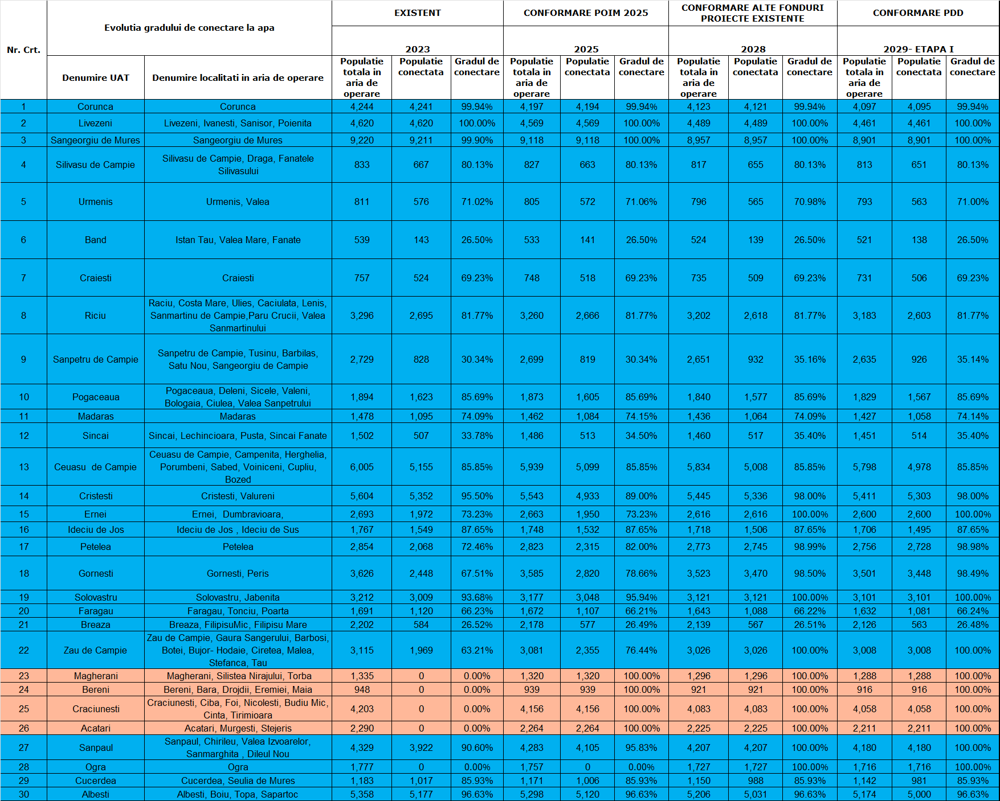 Nr. Crt. Evolutia gradului de conectare la apa EXISTENT CONFORMARE POIM 2025 CONFORMARE ALTE FONDURI PROIECTE EXISTENTE CONFORMARE PDD
2023 2025 2028 2029- ETAPA I
Denumire UAT Denumire localitati in aria de operare Populatie totala in aria de operare Populatie conectata Gradul de conectare Populatie totala in aria de operare Populatie conectata Gradul de conectare Populatie totala in aria de operare Populatie conectata Gradul de conectare Populatie totala in aria de operare Populatie conectata Gradul de conectare
1 Corunca Corunca 4,244 4,241 99.94% 4,197 4,194 99.94% 4,123 4,121 99.94% 4,097 4,095 99.94%
2 Livezeni Livezeni, Ivanesti, Sanisor, Poienita 4,620 4,620 100.00% 4,569 4,569 100.00% 4,489 4,489 100.00% 4,461 4,461 100.00%
3 Sangeorgiu de Mures Sangeorgiu de Mures 9,220 9,211 99.90% 9,118 9,118 100.00% 8,957 8,957 100.00% 8,901 8,901 100.00%
4 Silivasu de Campie Silivasu de Campie, Draga, Fanatele Silivasului 833 667 80.13% 827 663 80.13% 817 655 80.13% 813 651 80.13%
5 Urmenis Urmenis, Valea 811 576 71.02% 805 572 71.06% 796 565 70.98% 793 563 71.00%
6 Band Istan Tau, Valea Mare, Fanate 539 143 26.50% 533 141 26.50% 524 139 26.50% 521 138 26.50%
7 Craiesti Craiesti 757 524 69.23% 748 518 69.23% 735 509 69.23% 731 506 69.23%
8 Riciu Raciu, Costa Mare, Ulies, Caciulata, Lenis, Sanmartinu de Campie,Paru Crucii, Valea Sanmartinului 3,296 2,695 81.77% 3,260 2,666 81.77% 3,202 2,618 81.77% 3,183 2,603 81.77%
9 Sanpetru de Campie Sanpetru de Campie, Tusinu, Barbilas, Satu Nou, Sangeorgiu de Campie 2,729 828 30.34% 2,699 819 30.34% 2,651 932 35.16% 2,635 926 35.14%
10 Pogaceaua Pogaceaua, Deleni, Sicele, Valeni, Bologaia, Ciulea, Valea Sanpetrului 1,894 1,623 85.69% 1,873 1,605 85.69% 1,840 1,577 85.69% 1,829 1,567 85.69%
11 Madaras Madaras 1,478 1,095 74.09% 1,462 1,084 74.15% 1,436 1,064 74.09% 1,427 1,058 74.14%
12 Sincai Sincai, Lechincioara, Pusta, Sincai Fanate 1,502 507 33.78% 1,486 513 34.50% 1,460 517 35.40% 1,451 514 35.40%
13 Ceuasu de Campie Ceuasu de Campie, Campenita, Herghelia, Porumbeni, Sabed, Voiniceni, Cupliu, Bozed 6,005 5,155 85.85% 5,939 5,099 85.85% 5,834 5,008 85.85% 5,798 4,978 85.85%
14 Cristesti Cristesti, Valureni 5,604 5,352 95.50% 5,543 4,933 89.00% 5,445 5,336 98.00% 5,411 5,303 98.00%
15 Ernei Ernei, Dumbravioara, 2,693 1,972 73.23% 2,663 1,950 73.23% 2,616 2,616 100.00% 2,600 2,600 100.00%
16 Ideciu de Jos Ideciu de Jos , Ideciu de Sus 1,767 1,549 87.65% 1,748 1,532 87.65% 1,718 1,506 87.65% 1,706 1,495 87.65%
17 Petelea Petelea 2,854 2,068 72.46% 2,823 2,315 82.00% 2,773 2,745 98.99% 2,756 2,728 98.98%
18 Gornesti Gornesti, Peris 3,626 2,448 67.51% 3,585 2,820 78.66% 3,523 3,470 98.50% 3,501 3,448 98.49%
19 Solovastru Solovastru, Jabenita 3,212 3,009 93.68% 3,177 3,048 95.94% 3,121 3,121 100.00% 3,101 3,101 100.00%
20 Faragau Faragau, Tonciu, Poarta 1,691 1,120 66.23% 1,672 1,107 66.21% 1,643 1,088 66.22% 1,632 1,081 66.24%
21 Breaza Breaza, FilipisuMic, Filipisu Mare 2,202 584 26.52% 2,178 577 26.49% 2,139 567 26.51% 2,126 563 26.48%
22 Zau de Campie Zau de Campie, Gaura Sangerului, Barbosi, Botei, Bujor- Hodaie, Ciretea, Malea, Stefanca, Tau 3,115 1,969 63.21% 3,081 2,355 76.44% 3,026 3,026 100.00% 3,008 3,008 100.00%
23 Magherani Magherani, Silistea Nirajului, Torba 1,335 0 0.00% 1,320 1,320 100.00% 1,296 1,296 100.00% 1,288 1,288 100.00%
24 Bereni Bereni, Bara, Drojdii, Eremiei, Maia 948 0 0.00% 939 939 100.00% 921 921 100.00% 916 916 100.00%
25 Craciunesti Craciunesti, Ciba, Foi, Nicolesti, Budiu Mic, Cinta, Tirimioara 4,203 0 0.00% 4,156 4,156 100.00% 4,083 4,083 100.00% 4,058 4,058 100.00%
26 Acatari Acatari, Murgesti, Stejeris 2,290 0 0.00% 2,264 2,264 100.00% 2,225 2,225 100.00% 2,211 2,211 100.00%
27 Sanpaul Sanpaul, Chirileu, Valea Izvoarelor, Sanmarghita , Dileul Nou 4,329 3,922 90.60% 4,283 4,105 95.83% 4,207 4,207 100.00% 4,180 4,180 100.00%
28 Ogra Ogra 1,777 0 0.00% 1,757 0 0.00% 1,727 1,727 100.00% 1,716 1,716 100.00%
29 Cucerdea Cucerdea, Seulia de Mures 1,183 1,017 85.93% 1,171 1,006 85.93% 1,150 988 85.93% 1,142 981 85.93%
30 Albesti Albesti, Boiu, Topa, Sapartoc 5,358 5,177 96.63% 5,298 5,120 96.63% 5,206 5,031 96.63% 5,174 5,000 96.63%